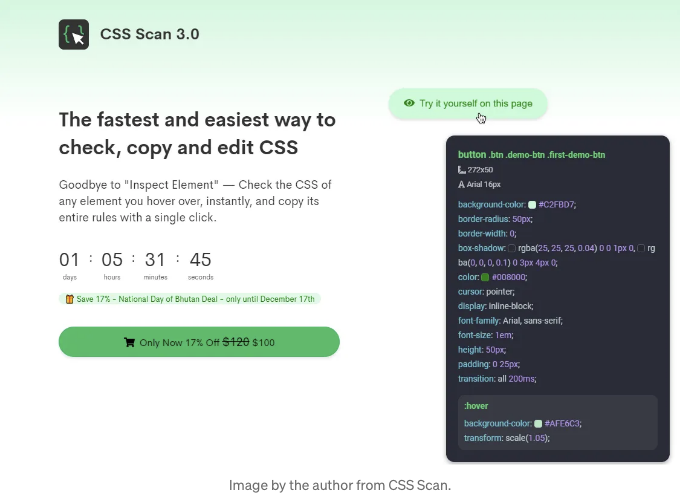 CSS Scan 3.0
Try it yourself on this page
The fastest and easiest way to
check, copy and edit CSS
Goodbye to "Inspect Element" — Check the CSS of
any element you hover over, instantly, and copy its
entire rules with a single click.
01 : 05 : 31 : 45
days hours minutes seconds
Save 17% - National Day of Bhutan Deal - only until December 17th
Only Now 17% Off $120 $100
button .btn .demo-btn .first-demo-btn
272x50
Arial 16px
background-color: #C2FBD7;
border-radius: 50px;
border-width: 0;
box-shadow: rgba(25, 25, 25, 0.04) 0 0 1px 0, rg
ba(0, 0, 0, 0.1) 0 3px 4px 0;
color: #008000;
cursor: pointer;
display: inline-block;
font-family: Arial, sans-serif;
font-size: 1em;
height: 50px;
padding: 0 25px;
transition: all 200ms;
:hover
background-color: #AFE6C3;
transform: scale(1.05);
Image by the author from CSS Scan.